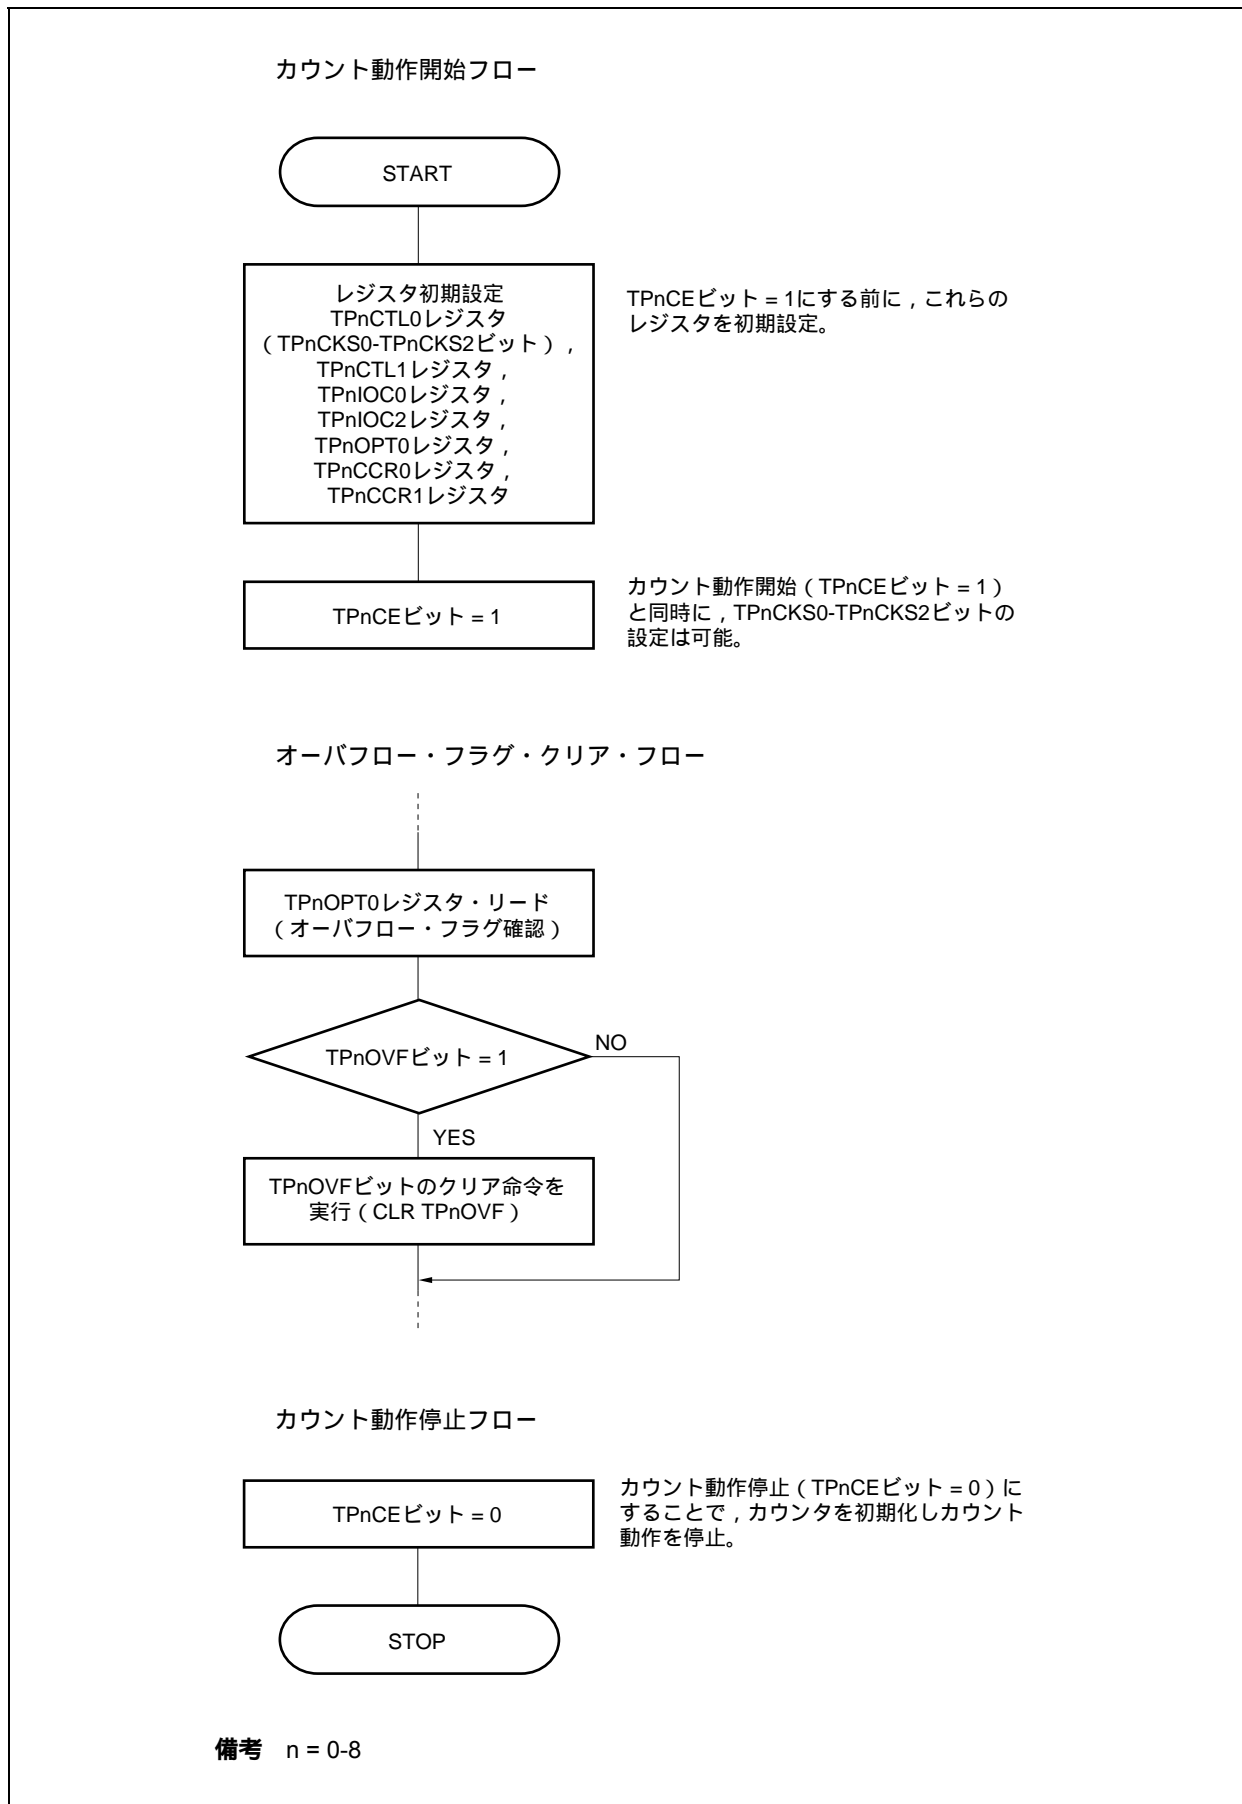 カウント動作開始フロー
START
レジスタ初期設定
TPnCTL0レジスタ
（TPnCKS0-TPnCKS2ビット），
TPnCTL1レジスタ，
TPnIOC0レジスタ，
TPnIOC2レジスタ，
TPnOPT0レジスタ，
TPnCCR0レジスタ，
TPnCCR1レジスタ
TPnCEビット = 1にする前に，これらの
レジスタを初期設定。
TPnCEビット = 1
カウント動作開始（TPnCEビット = 1）
と同時に，TPnCKS0-TPnCKS2ビットの
設定は可能。
オーバフロー・フラグ・クリア・フロー
TPnOPT0レジスタ・リード
（オーバフロー・フラグ確認）
TPnOVFビット = 1
NO
YES
TPnOVFビットのクリア命令を
実行（CLR TPnOVF）
カウント動作停止フロー
TPnCEビット = 0
カウント動作停止（TPnCEビット = 0）に
することで，カウンタを初期化しカウント
動作を停止。
STOP
備考 n = 0-8